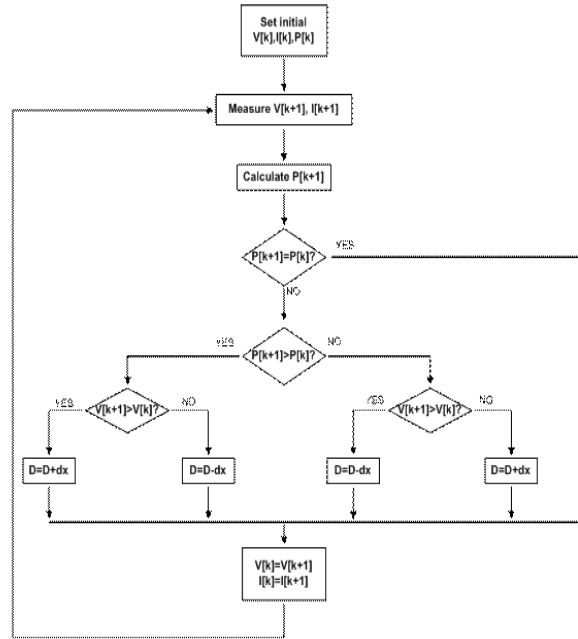 Set initial
V[k],I[k],P[k]
Measure V[k+1], I[k+1]
Calculate P[k+1]
P[k+1]=P[k]?
YES
NO
P[k+1]>P[k]?
YES
NO
V[k+1]>V[k]?
YES
NO
V[k+1]>V[k]?
YES
NO
D=D+dx
D=D-dx
D=D-dx
D=D+dx
V[k]=V[k+1]
I[k]=I[k+1]